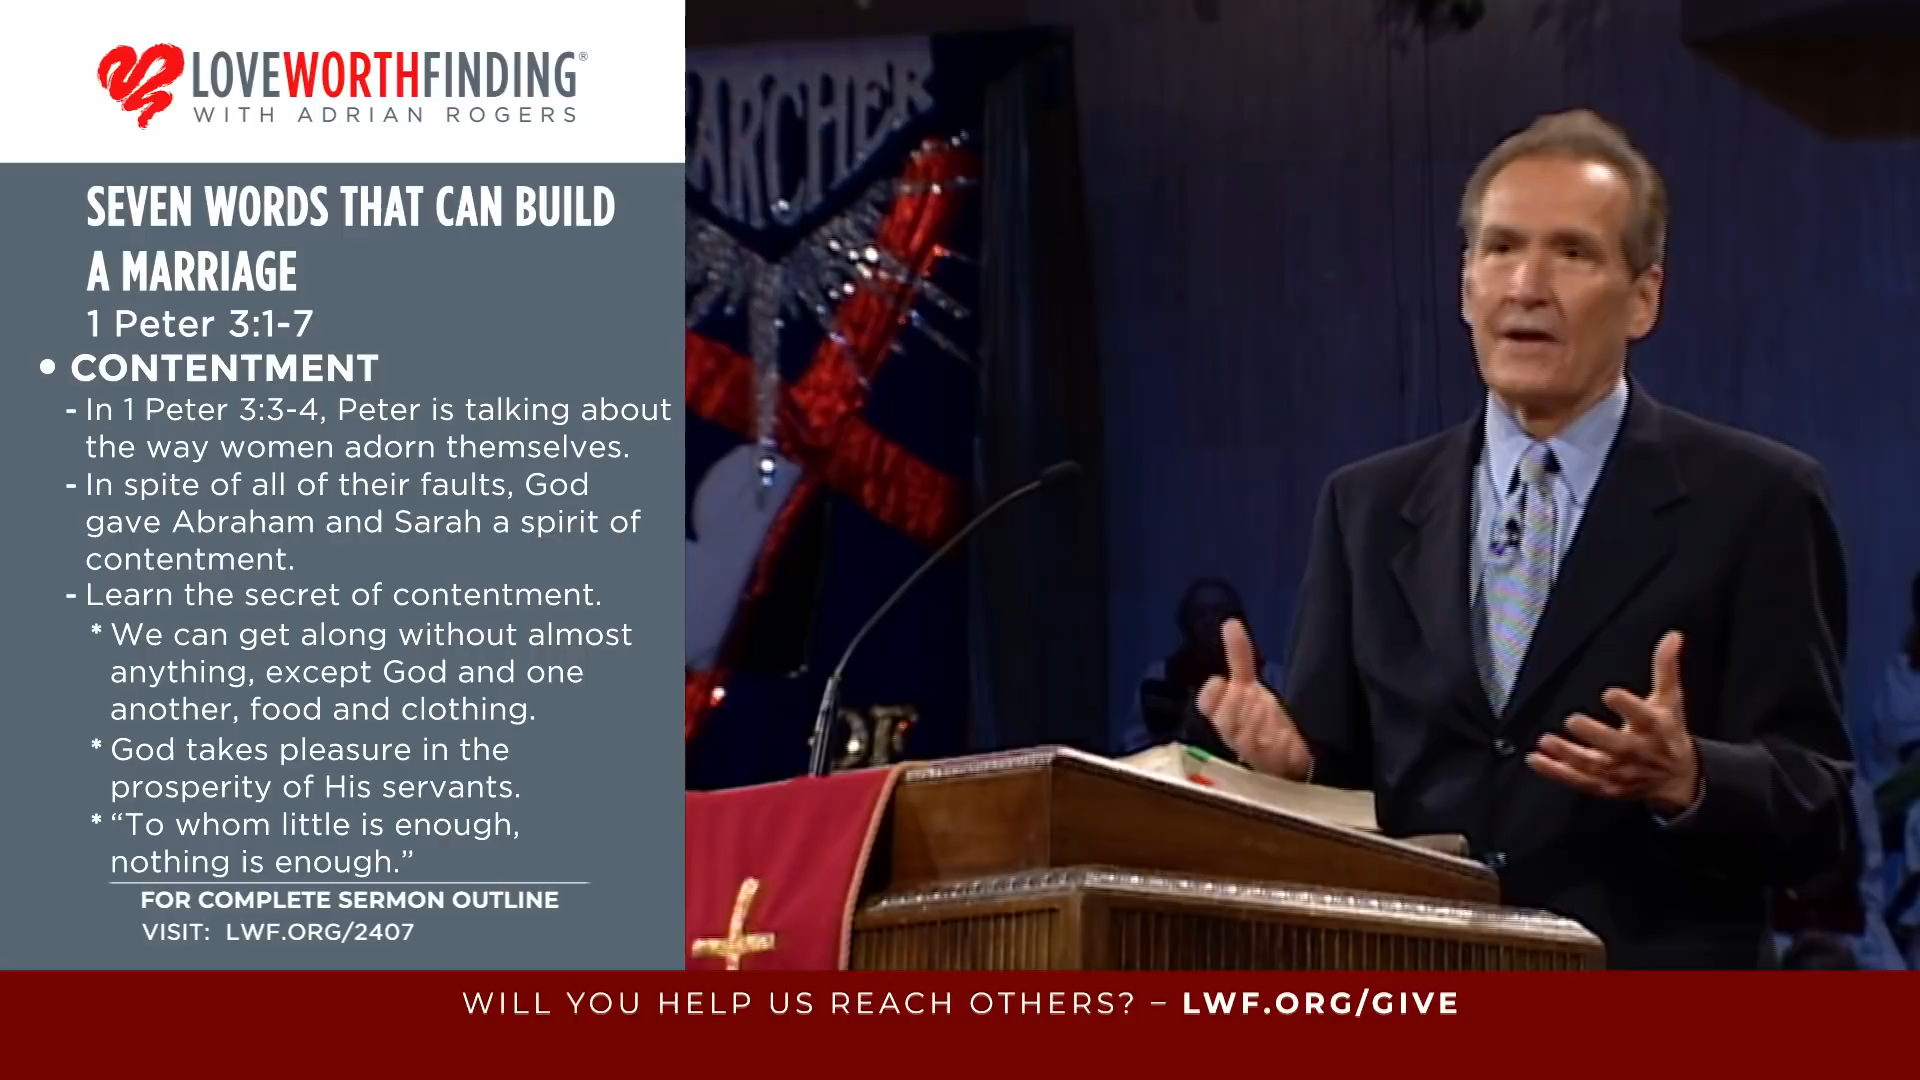 LOVEWORTHFINDING®
WITH ADRIAN ROGERS
SEVEN WORDS THAT CAN BUILD
A MARRIAGE
1 Peter 3:1-7
• CONTENTMENT
- In 1 Peter 3:3-4, Peter is talking about
the way women adorn themselves.
- In spite of all of their faults, God
gave Abraham and Sarah a spirit of
contentment.
- Learn the secret of contentment.
* We can get along without almost
anything, except God and one
another, food and clothing.
* God takes pleasure in the
prosperity of His servants.
* “To whom little is enough,
nothing is enough.”
FOR COMPLETE SERMON OUTLINE
VISIT: LWF.ORG/2407
ARCHER
WILL YOU HELP US REACH OTHERS? – LWF.ORG/GIVE